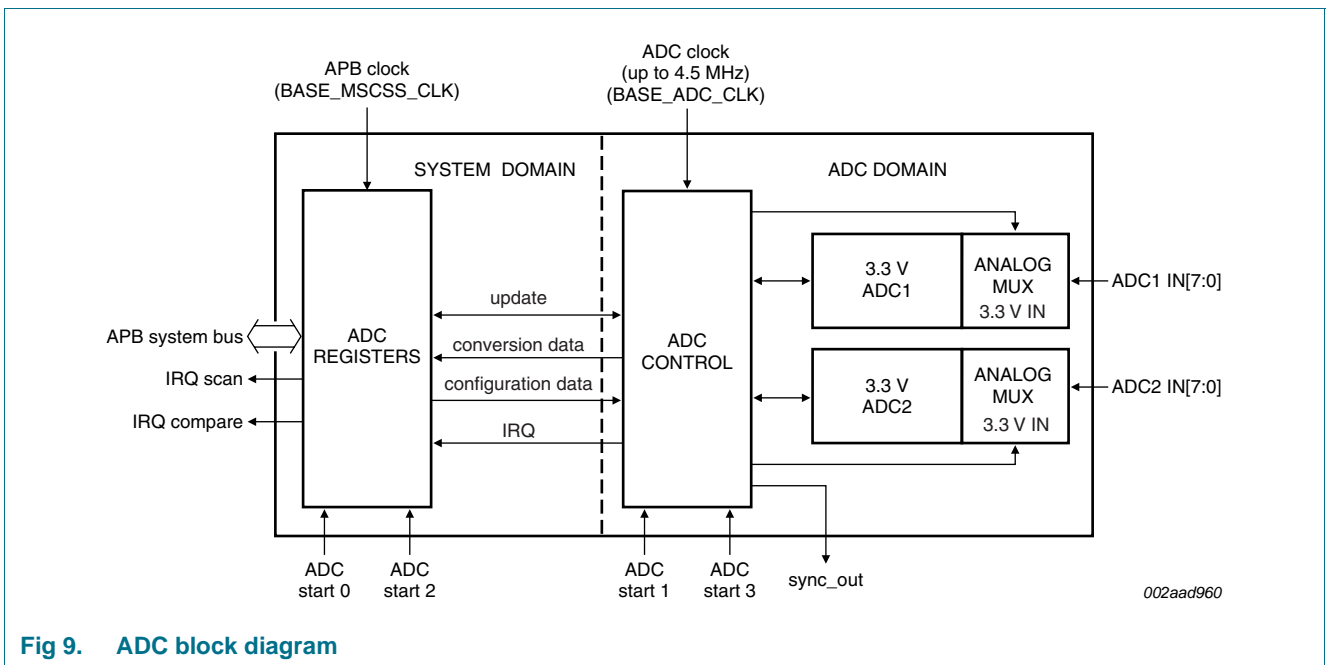 APB clock
(BASE_MSCSS_CLK)
ADC clock
(up to 4.5 MHz)
(BASE_ADC_CLK)
SYSTEM DOMAIN
ADC DOMAIN
APB system bus
IRQ scan
IRQ compare
ADC
REGISTERS
update
conversion data
configuration data
IRQ
ADC
CONTROL
3.3 V
ADC1
ANALOG
MUX
3.3 V IN
ADC1 IN[7:0]
3.3 V
ADC2
ANALOG
MUX
3.3 V IN
ADC2 IN[7:0]
ADC
start 0
ADC
start 2
ADC
start 1
ADC
start 3
sync_out
002aad960
Fig 9. ADC block diagram